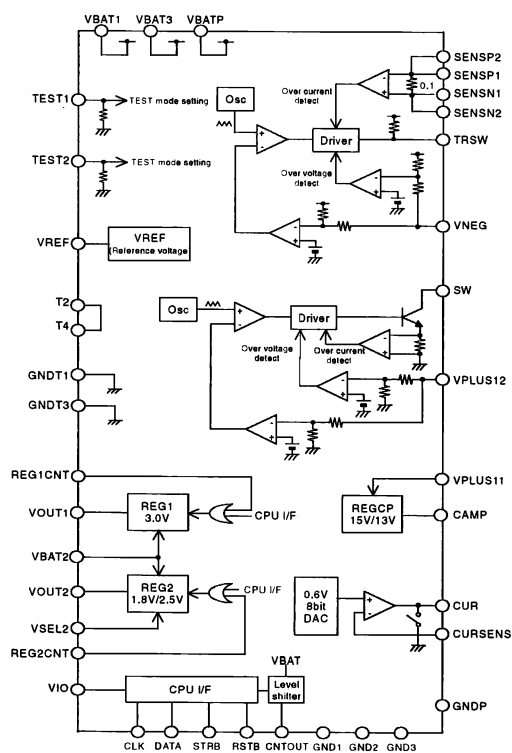 VBAT1 VBAT3 VBATP
SENSP2
SENSP1
0.1
SENSN1
SENSN2
Over current
detect
TEST1
TEST mode setting
Osc
+
-
Driver
TRSW
TEST2
TEST mode setting
Over voltage
detect
-
+
VNEG
-
+
VREF
VREF
(Reference voltage
SW
T2
T4
Osc
+
-
Driver
Over voltage
detect
Over current
detect
-
+
GNDT1
VPLUS12
-
+
GNDT3
-
+
REG1CNT
VPLUS11
VOUT1
REG1
3.0V
CPU I/F
REGCP
15V/13V
CAMP
VBAT2
VOUT2
REG2
1.8V/2.5V
CPU I/F
0.6V
8bit
DAC
+
-
CUR
VSEL2
CURSENS
REG2CNT
VBAT
VIO
CPU I/F
Level
shifter
GNDP
CLK DATA STRB RSTB CNTOUT GND1 GND2 GND3